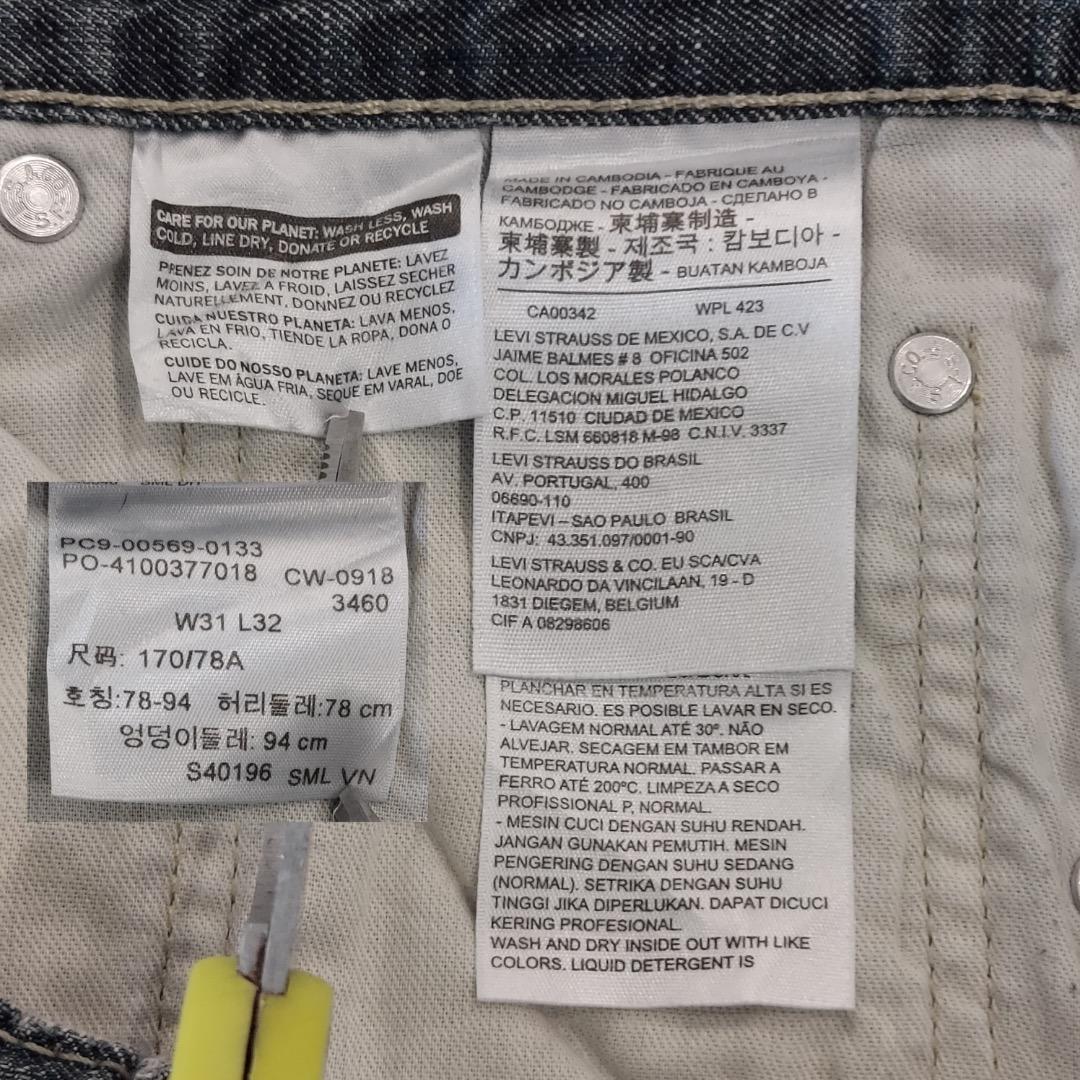 CARE FOR OUR PLANET: WASH LESS, WASH
COLD, LINE DRY, DONATE OR RECYCLE
PRENEZ SOIN DE NOTRE PLANETE: LAVEZ
MOINS, LAVEZ A FROID, LAISSEZ SECHER
NATURELLEMENT, DONNEZ OU RECYCLEZ
CUIDA NUESTRO PLANETA: LAVA MENOS,
LAVA EN FRIO, TIENDE LA ROPA, DONA O
RECICLA.
CUIDE DO NOSSO PLANETA: LAVE MENOS,
LAVE EM ÁGUA FRIA, SEQUE EM VARAL, DOE
OU RECICLE.
MADE IN CAMBODIA - FABRIQUE AU
CAMBODGE - FABRICADO EN CAMBOYA -
FABRICADO NO CAMBOJA - СДЕЛАНО В
КАМБОДЖЕ - 柬埔寨制造 -
柬埔寨製 - 제조국 : 캄보디아 -
カンボジア製 - BUATAN KAMBOJA
CA00342 WPL 423
LEVI STRAUSS DE MEXICO, S.A. DE C.V
JAIME BALMES # 8 OFICINA 502
COL. LOS MORALES POLANCO
DELEGACION MIGUEL HIDALGO
C.P. 11510 CIUDAD DE MEXICO
R.F.C. LSM 660818 M-98 C.N.I.V. 3337
LEVI STRAUSS DO BRASIL
AV. PORTUGAL, 400
06690-110
ITAPEVI – SAO PAULO BRASIL
CNPJ: 43.351.097/0001-90
LEVI STRAUSS & CO. EU SCA/CVA
LEONARDO DA VINCILAAN, 19 - D
1831 DIEGEM, BELGIUM
CIF A 08298606
PC9-00569-0133
PO-4100377018 CW-0918
3460
W31 L32
尺码: 170/78A
호칭:78-94 허리둘레:78 cm
엉덩이둘레: 94 cm
S40196 SML VN
PLANCHAR EN TEMPERATURA ALTA SI ES
NECESARIO. ES POSIBLE LAVAR EN SECO.
- LAVAGEM NORMAL ATÉ 30º. NÃO
ALVEJAR. SECAGEM EM TAMBOR EM
TEMPERATURA NORMAL. PASSAR A
FERRO ATÉ 200ºC. LIMPEZA A SECO
PROFISSIONAL P, NORMAL.
- MESIN CUCI DENGAN SUHU RENDAH.
JANGAN GUNAKAN PEMUTIH. MESIN
PENGERING DENGAN SUHU SEDANG
(NORMAL). SETRIKA DENGAN SUHU
TINGGI JIKA DIPERLUKAN. DAPAT DICUCI
KERING PROFESIONAL.
WASH AND DRY INSIDE OUT WITH LIKE
COLORS. LIQUID DETERGENT IS